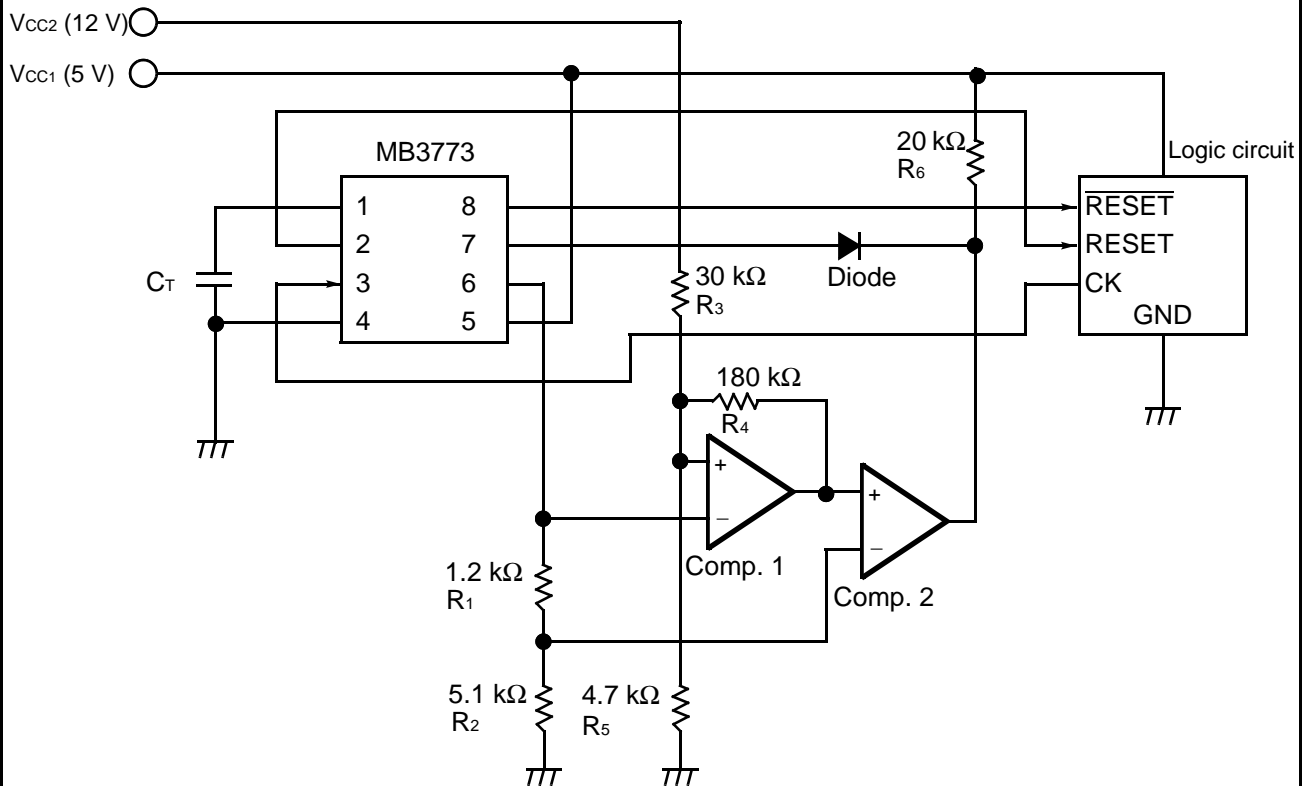 VCC2 (12 V)
VCC1 (5 V)
MB3773
20 kΩ
R6
Logic circuit
1 8
2 7
3 6
4 5
RESET
RESET
CK
GND
CT
Diode
30 kΩ
R3
180 kΩ
R4
+
−
Comp. 1
+
−
Comp. 2
1.2 kΩ
R1
5.1 kΩ
R2
4.7 kΩ
R5